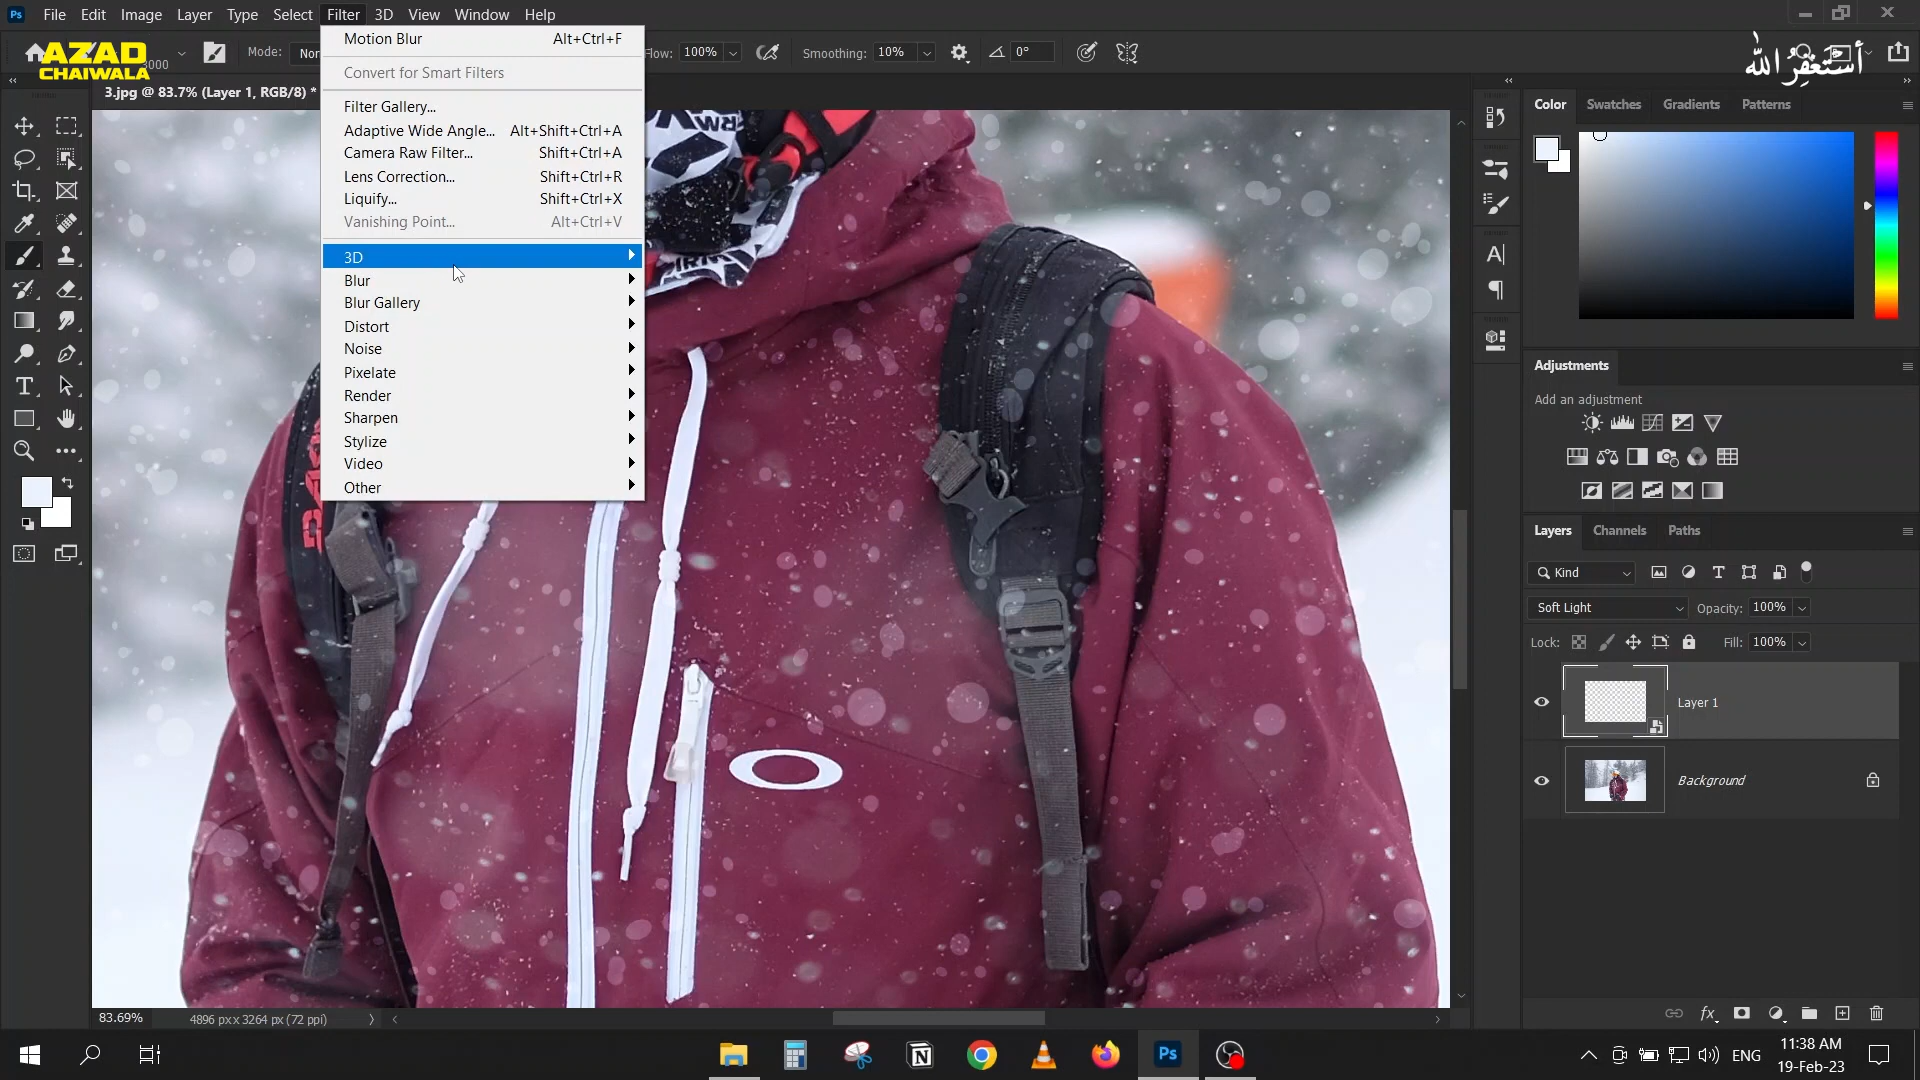 Ps File Edit Image Layer Type Select Filter 3D View Window Help
AZAD
CHAIWALA
3000
Mode:
Flow: 100%
Smoothing: 10%
0°
أستغفر الله
3.jpg @ 83.7% (Layer 1, RGB/8) *
Motion Blur Alt+Ctrl+F
Convert for Smart Filters
Filter Gallery...
Adaptive Wide Angle... Alt+Shift+Ctrl+A
Camera Raw Filter... Shift+Ctrl+A
Lens Correction... Shift+Ctrl+R
Liquify... Shift+Ctrl+X
Vanishing Point... Alt+Ctrl+V
3D
Blur
Blur Gallery
Distort
Noise
Pixelate
Render
Sharpen
Stylize
Video
Other
Color Swatches Gradients Patterns
Adjustments
Add an adjustment
Layers Channels Paths
Kind
Soft Light Opacity: 100%
Lock: Fill: 100%
Layer 1
Background
83.69% 4896 px x 3264 px (72 ppi)
Ps
ENG
11:38 AM
19-Feb-23